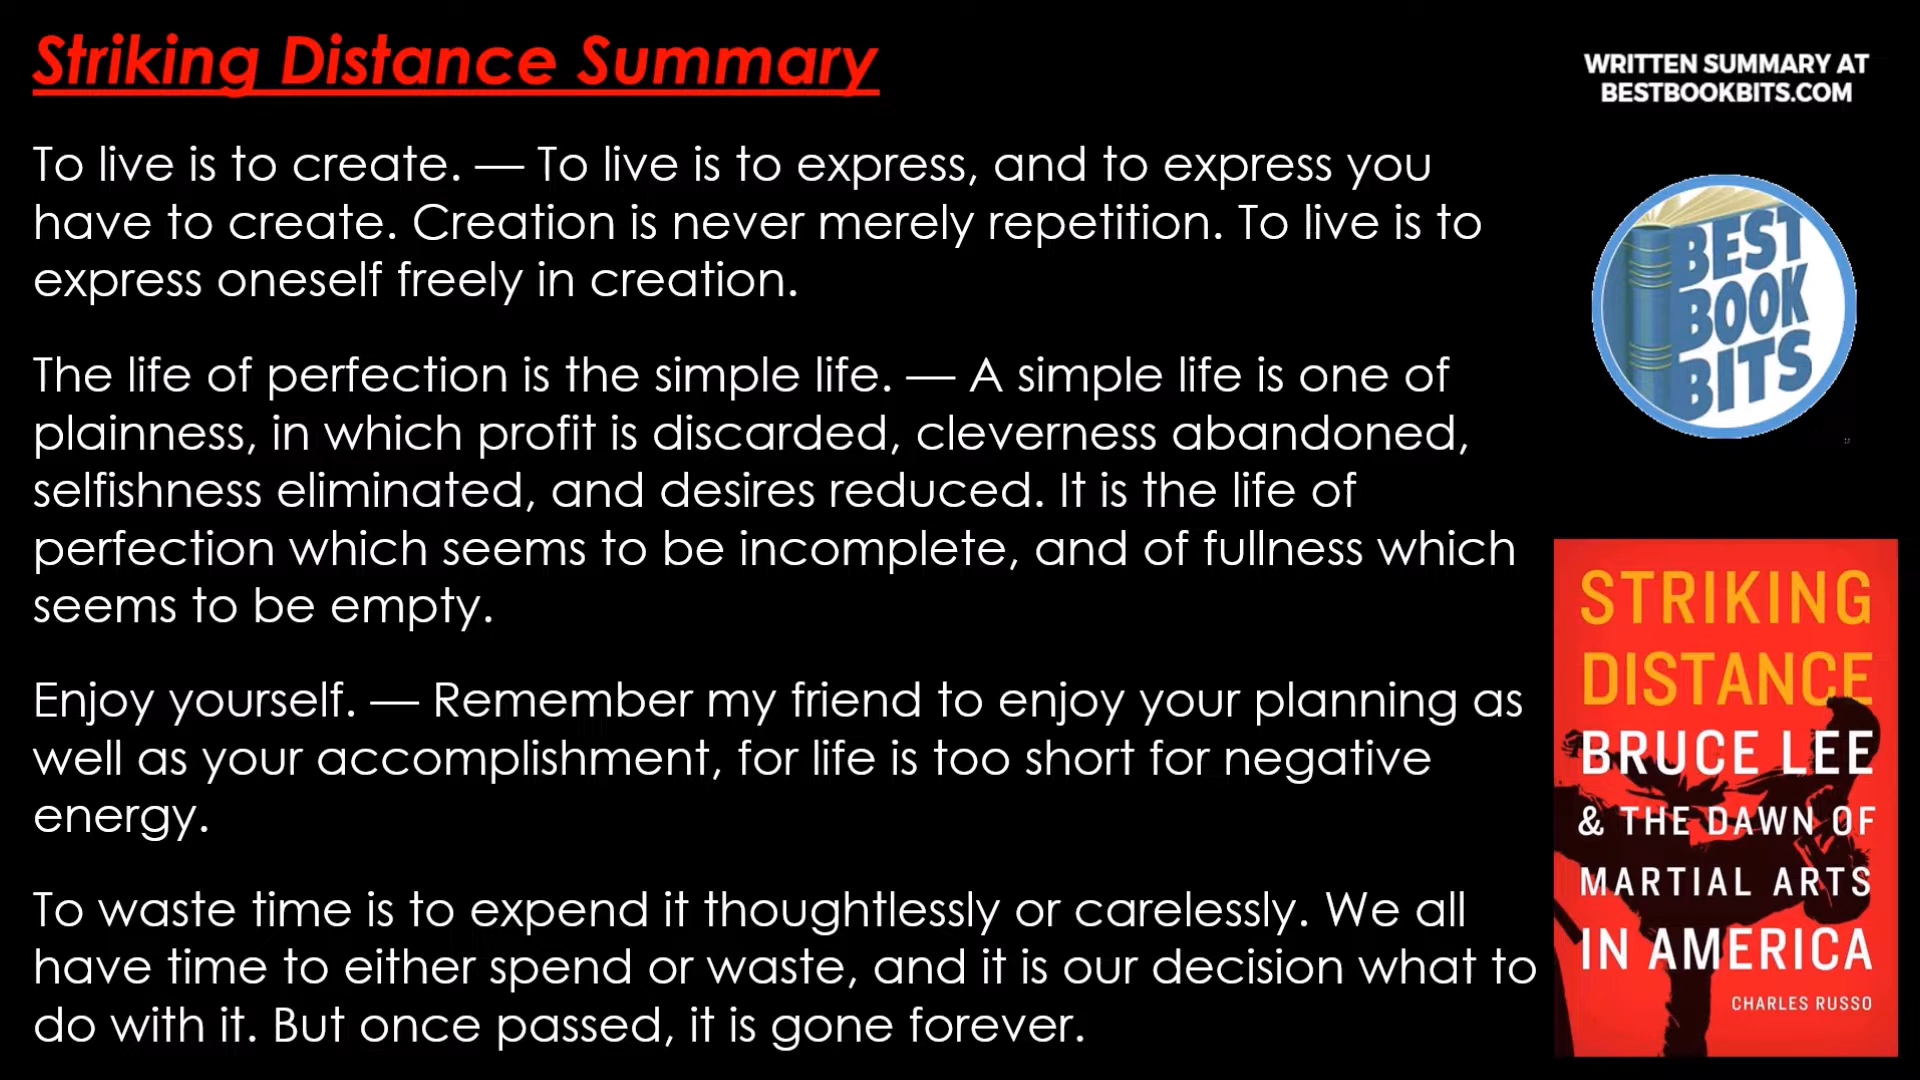 Striking Distance Summary
WRITTEN SUMMARY AT
BESTBOOKBITS.COM
To live is to create. — To live is to express, and to express you
have to create. Creation is never merely repetition. To live is to
express oneself freely in creation.
The life of perfection is the simple life. — A simple life is one of
plainness, in which profit is discarded, cleverness abandoned,
selfishness eliminated, and desires reduced. It is the life of
perfection which seems to be incomplete, and of fullness which
seems to be empty.
Enjoy yourself. — Remember my friend to enjoy your planning as
well as your accomplishment, for life is too short for negative
energy.
To waste time is to expend it thoughtlessly or carelessly. We all
have time to either spend or waste, and it is our decision what to
do with it. But once passed, it is gone forever.
BEST
BOOK
BITS
STRIKING
DISTANCE
BRUCE LEE
& THE DAWN OF
MARTIAL ARTS
IN AMERICA
CHARLES RUSSO